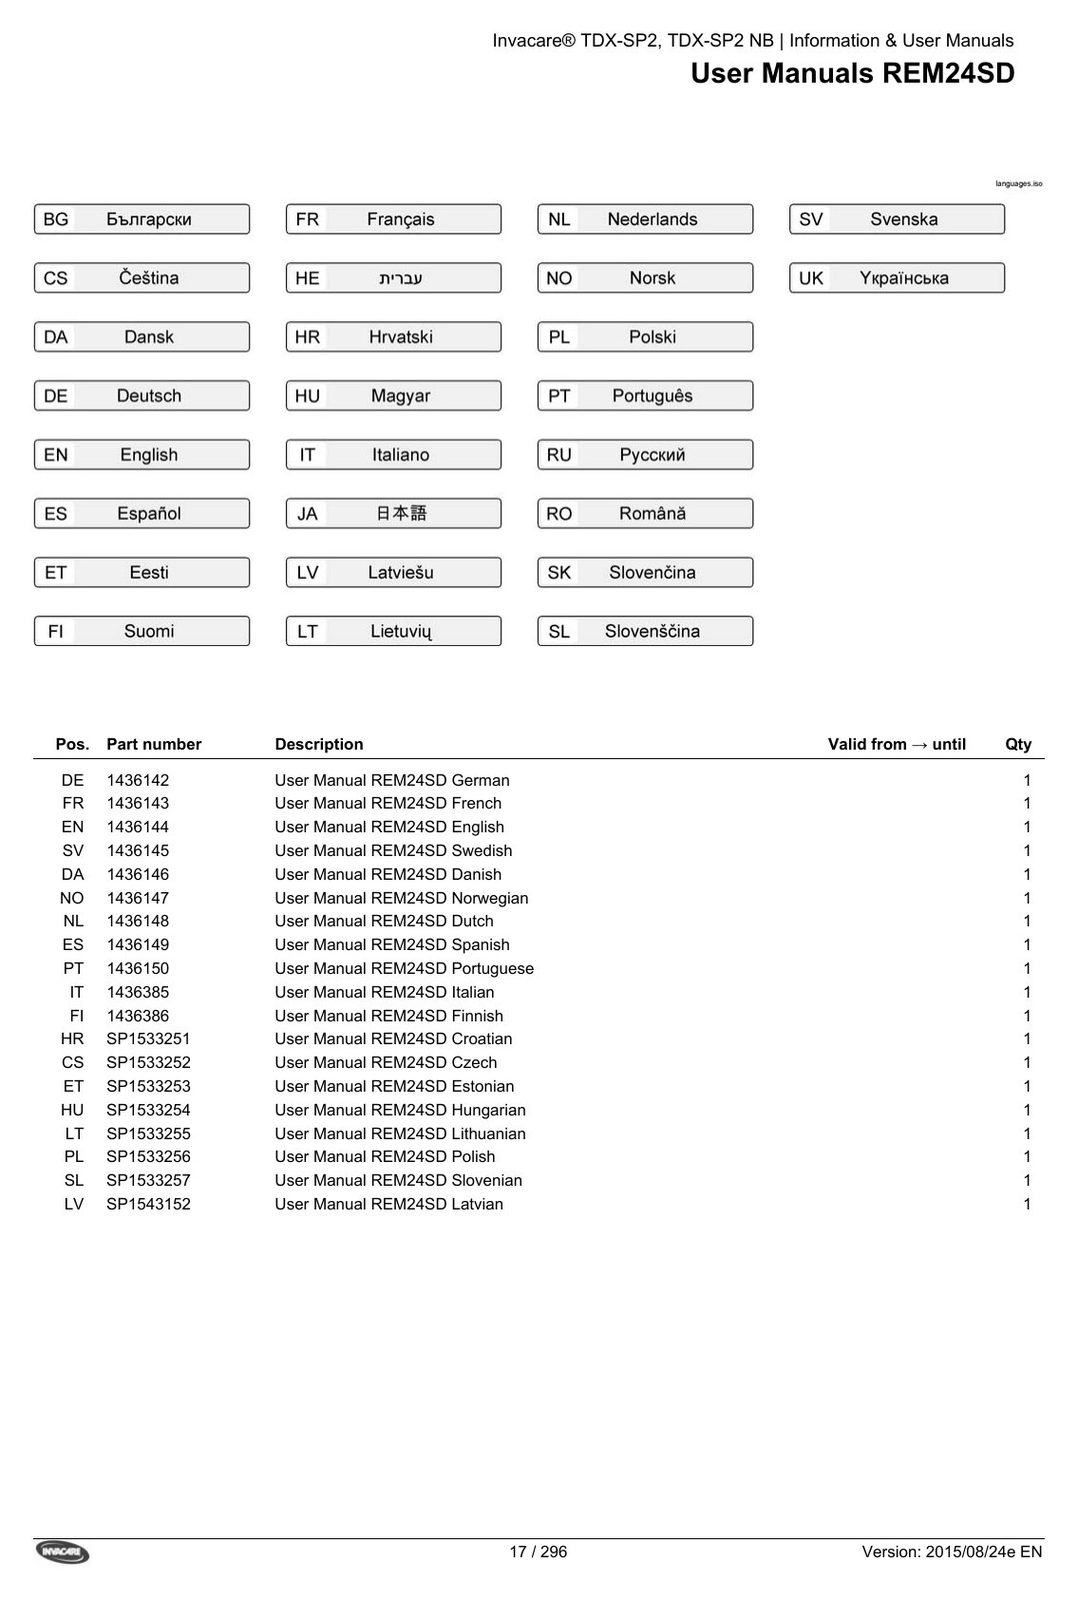 Invacare® TDX-SP2, TDX-SP2 NB | Information & User Manuals
User Manuals REM24SD
languages.iso
BG Български FR Français NL Nederlands SV Svenska
CS Čeština HE עברית NO Norsk UK Yкраїнська
DA Dansk HR Hrvatski PL Polski
DE Deutsch HU Magyar PT Português
EN English IT Italiano RU Русский
ES Español JA 日本語 RO Română
ET Eesti LV Latviešu SK Slovenčina
FI Suomi LT Lietuvių SL Slovenščina
Pos. Part number Description Valid from → until Qty
DE 1436142 User Manual REM24SD German 1
FR 1436143 User Manual REM24SD French 1
EN 1436144 User Manual REM24SD English 1
SV 1436145 User Manual REM24SD Swedish 1
DA 1436146 User Manual REM24SD Danish 1
NO 1436147 User Manual REM24SD Norwegian 1
NL 1436148 User Manual REM24SD Dutch 1
ES 1436149 User Manual REM24SD Spanish 1
PT 1436150 User Manual REM24SD Portuguese 1
IT 1436385 User Manual REM24SD Italian 1
FI 1436386 User Manual REM24SD Finnish 1
HR SP1533251 User Manual REM24SD Croatian 1
CS SP1533252 User Manual REM24SD Czech 1
ET SP1533253 User Manual REM24SD Estonian 1
HU SP1533254 User Manual REM24SD Hungarian 1
LT SP1533255 User Manual REM24SD Lithuanian 1
PL SP1533256 User Manual REM24SD Polish 1
SL SP1533257 User Manual REM24SD Slovenian 1
LV SP1543152 User Manual REM24SD Latvian 1
INVACARE 17 / 296 Version: 2015/08/24e EN